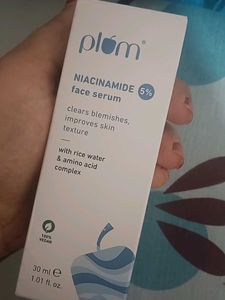 plúm®
NIACINAMIDE 5%
face serum
clears blemishes,
improves skin
texture
with rice water
& amino acid
complex
100%
VEGAN
30 ml e
1.01 fl. oz.